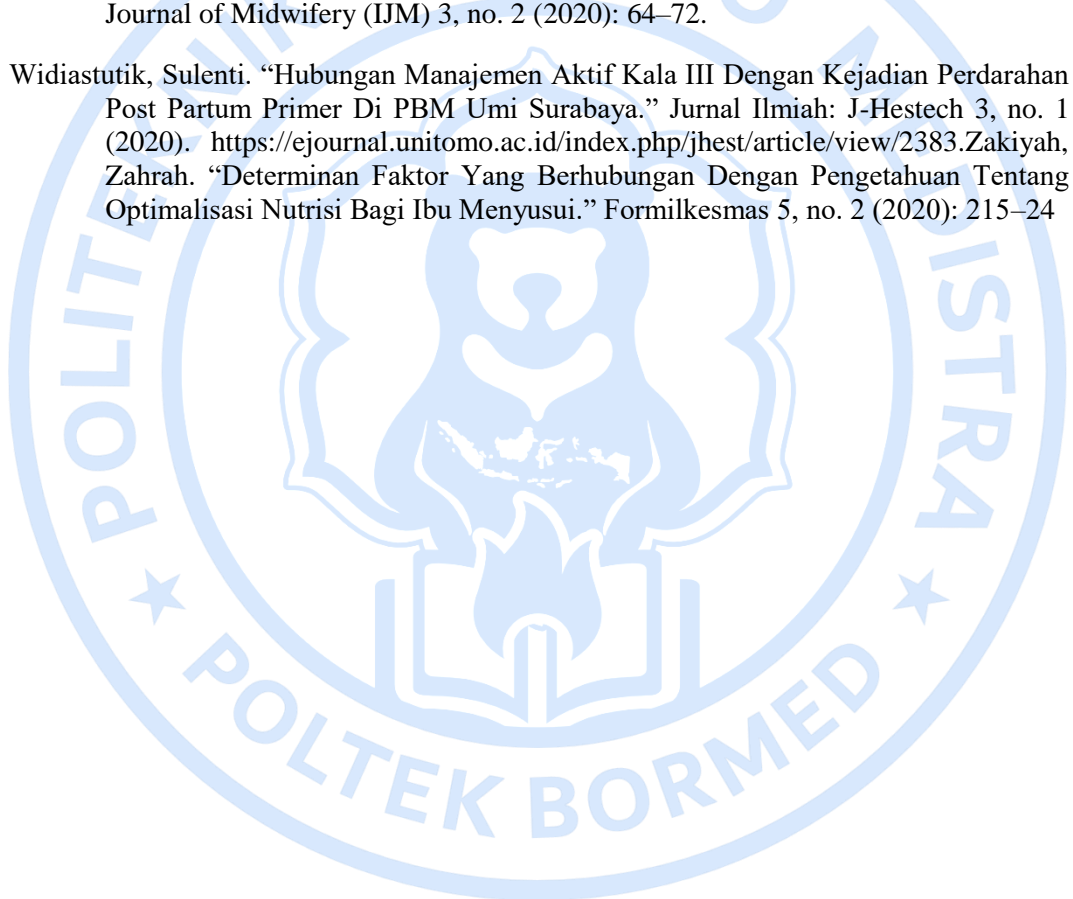 Journal of Midwifery (IJM) 3, no. 2 (2020): 64–72.
Widiastutik, Sulenti. “Hubungan Manajemen Aktif Kala III Dengan Kejadian Perdarahan
Post Partum Primer Di PBM Umi Surabaya.” Jurnal Ilmiah: J-Hestech 3, no. 1
(2020). https://ejournal.unitomo.ac.id/index.php/jhest/article/view/2383.Zakiyah,
Zahrah. “Determinan Faktor Yang Berhubungan Dengan Pengetahuan Tentang
Optimalisasi Nutrisi Bagi Ibu Menyusui.” Formilkesmas 5, no. 2 (2020): 215–24
POLITEKNIK
O MEDISTRA
POLTEK BORMED